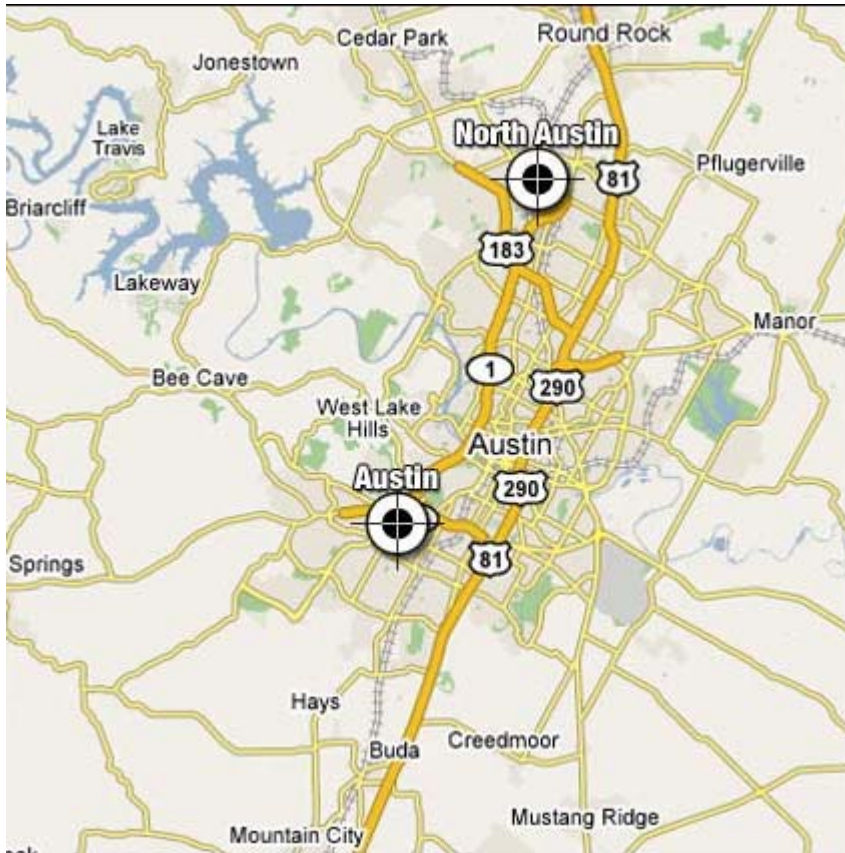 Cedar Park
Round Rock
Jonestown
Lake
Travis
North Austin
Pflugerville
81
Briarcliff
183
Lakeway
Manor
1
Bee Cave
290
West Lake
Hills
Austin
Austin
290
Springs
81
Hays
Buda
Creedmoor
Mustang Ridge
Mountain City